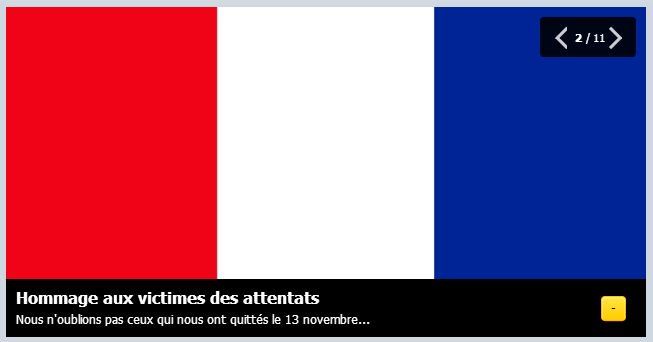 2 / 11
Hommage aux victimes des attentats
Nous n'oublions pas ceux qui nous ont quittés le 13 novembre...
-